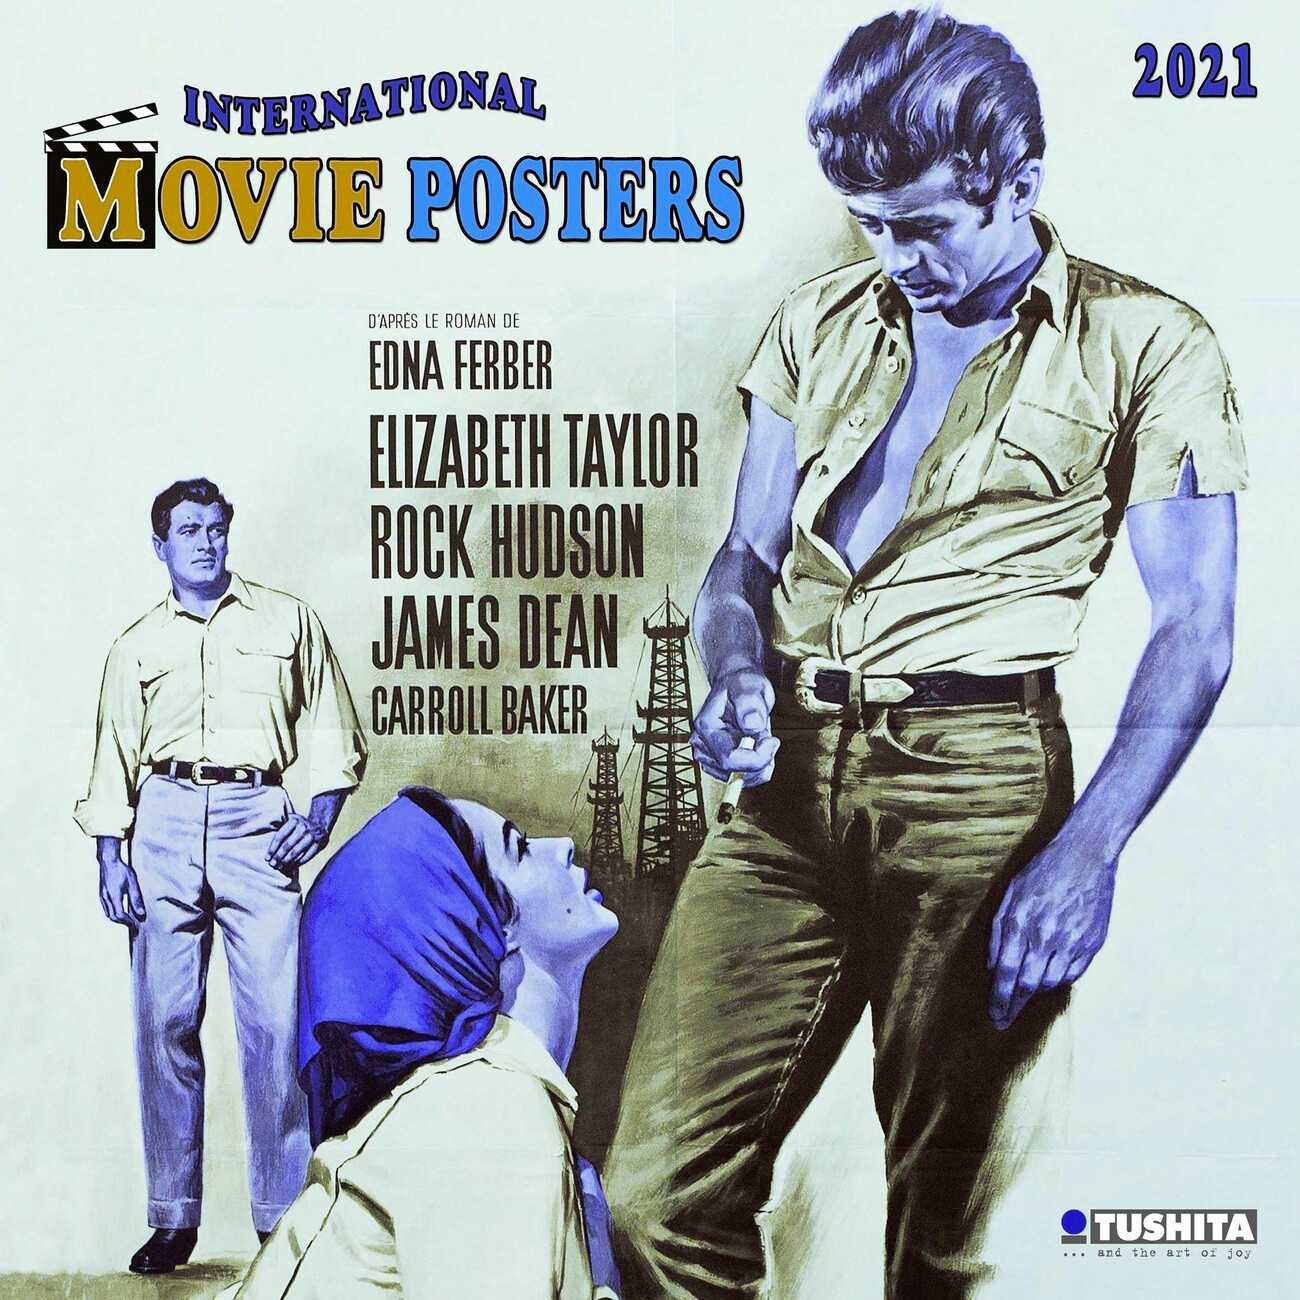 INTERNATIONAL
MOVIE POSTERS
2021
D'APRÈS LE ROMAN DE
EDNA FERBER
ELIZABETH TAYLOR
ROCK HUDSON
JAMES DEAN
CARROLL BAKER
TUSHITA
... and the art of joy